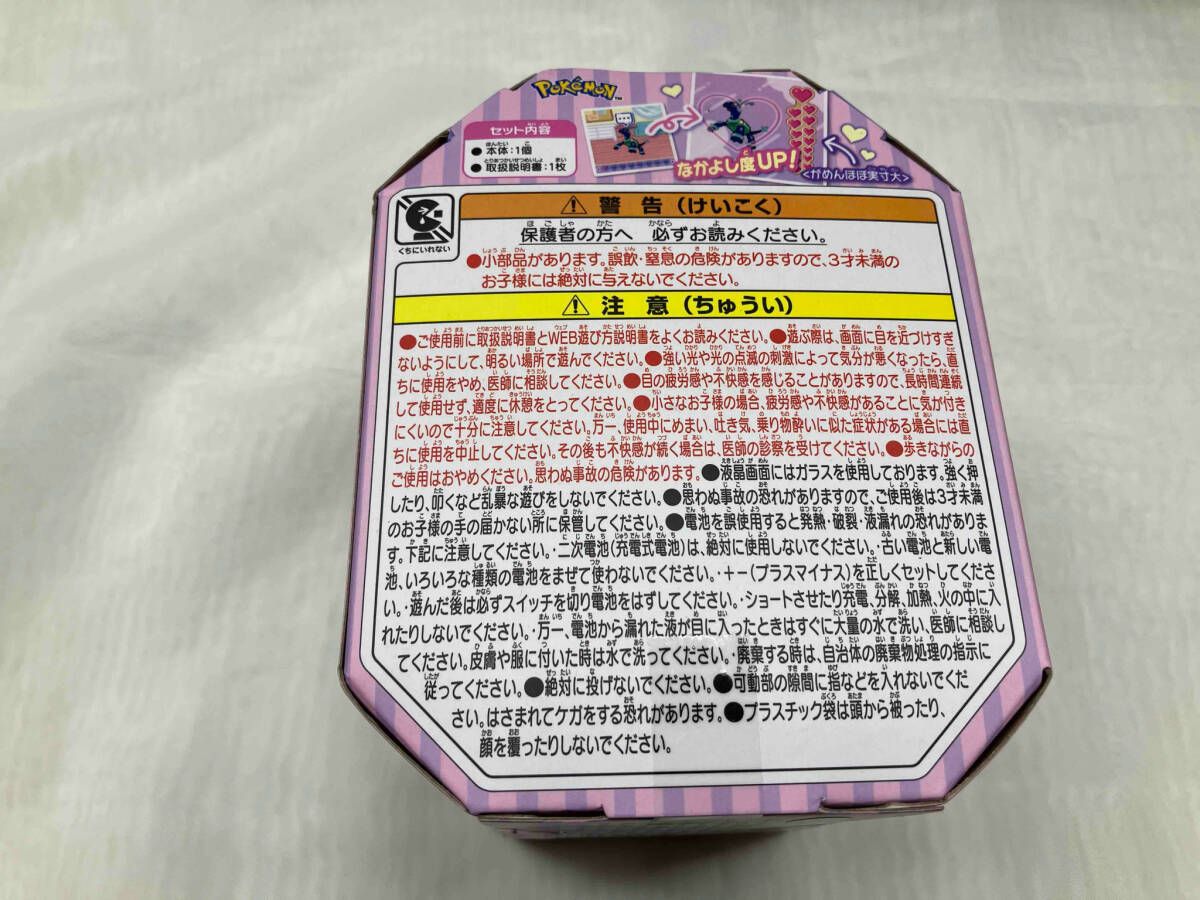 POKéMON™
セット内容
●本体:1個
●取扱説明書:1枚
なかよし度UP!
<がめんほぼ実寸大>
くちにいれない
⚠ 警告(けいこく)
保護者の方へ 必ずお読みください。
●小部品があります。誤飲・窒息の危険がありますので、3才未満の
お子様には絶対に与えないでください。
⚠ 注意(ちゅうい)
●ご使用前に取扱説明書とWEB遊び方説明書をよくお読みください。●遊ぶ際は、画面に目を近づけすぎ
ないようにして、明るい場所で遊んでください。●強い光や光の点滅の刺激によって気分が悪くなったら、直
ちに使用をやめ、医師に相談してください。●目の疲労感や不快感を感じることがありますので、長時間連続
して使用せず、適度に休憩をとってください。●小さなお子様の場合、疲労感や不快感があることに気が付き
にくいので十分に注意してください。万一、使用中にめまい、吐き気、乗り物酔いに似た症状がある場合には直
ちに使用を中止してください。その後も不快感が続く場合は、医師の診察を受けてください。●歩きながらの
ご使用はおやめください。思わぬ事故の危険があります。●液晶画面にはガラスを使用しております。強く押
したり、叩くなど乱暴な遊びをしないでください。●思わぬ事故の恐れがありますので、ご使用後は3才未満
のお子様の手の届かない所に保管してください。●電池を誤使用すると発熱・破裂・液漏れの恐れがありま
す。下記に注意してください。・二次電池(充電式電池)は、絶対に使用しないでください。・古い電池と新しい電
池、いろいろな種類の電池をまぜて使わないでください。・+-(プラスマイナス)を正しくセットしてくださ
い。・遊んだ後は必ずスイッチを切り電池をはずしてください。・ショートさせたり充電、分解、加熱、火の中に入
れたりしないでください。・万一、電池から漏れた液が目に入ったときはすぐに大量の水で洗い、医師に相談し
てください。皮膚や服に付いた時は水で洗ってください。・廃棄する時は、自治体の廃棄物処理の指示に
従ってください。●絶対に投げないでください。●可動部の隙間に指などを入れないでくだ
さい。はさまれてケガをする恐れがあります。●プラスチック袋は頭から被ったり、
顔を覆ったりしないでください。